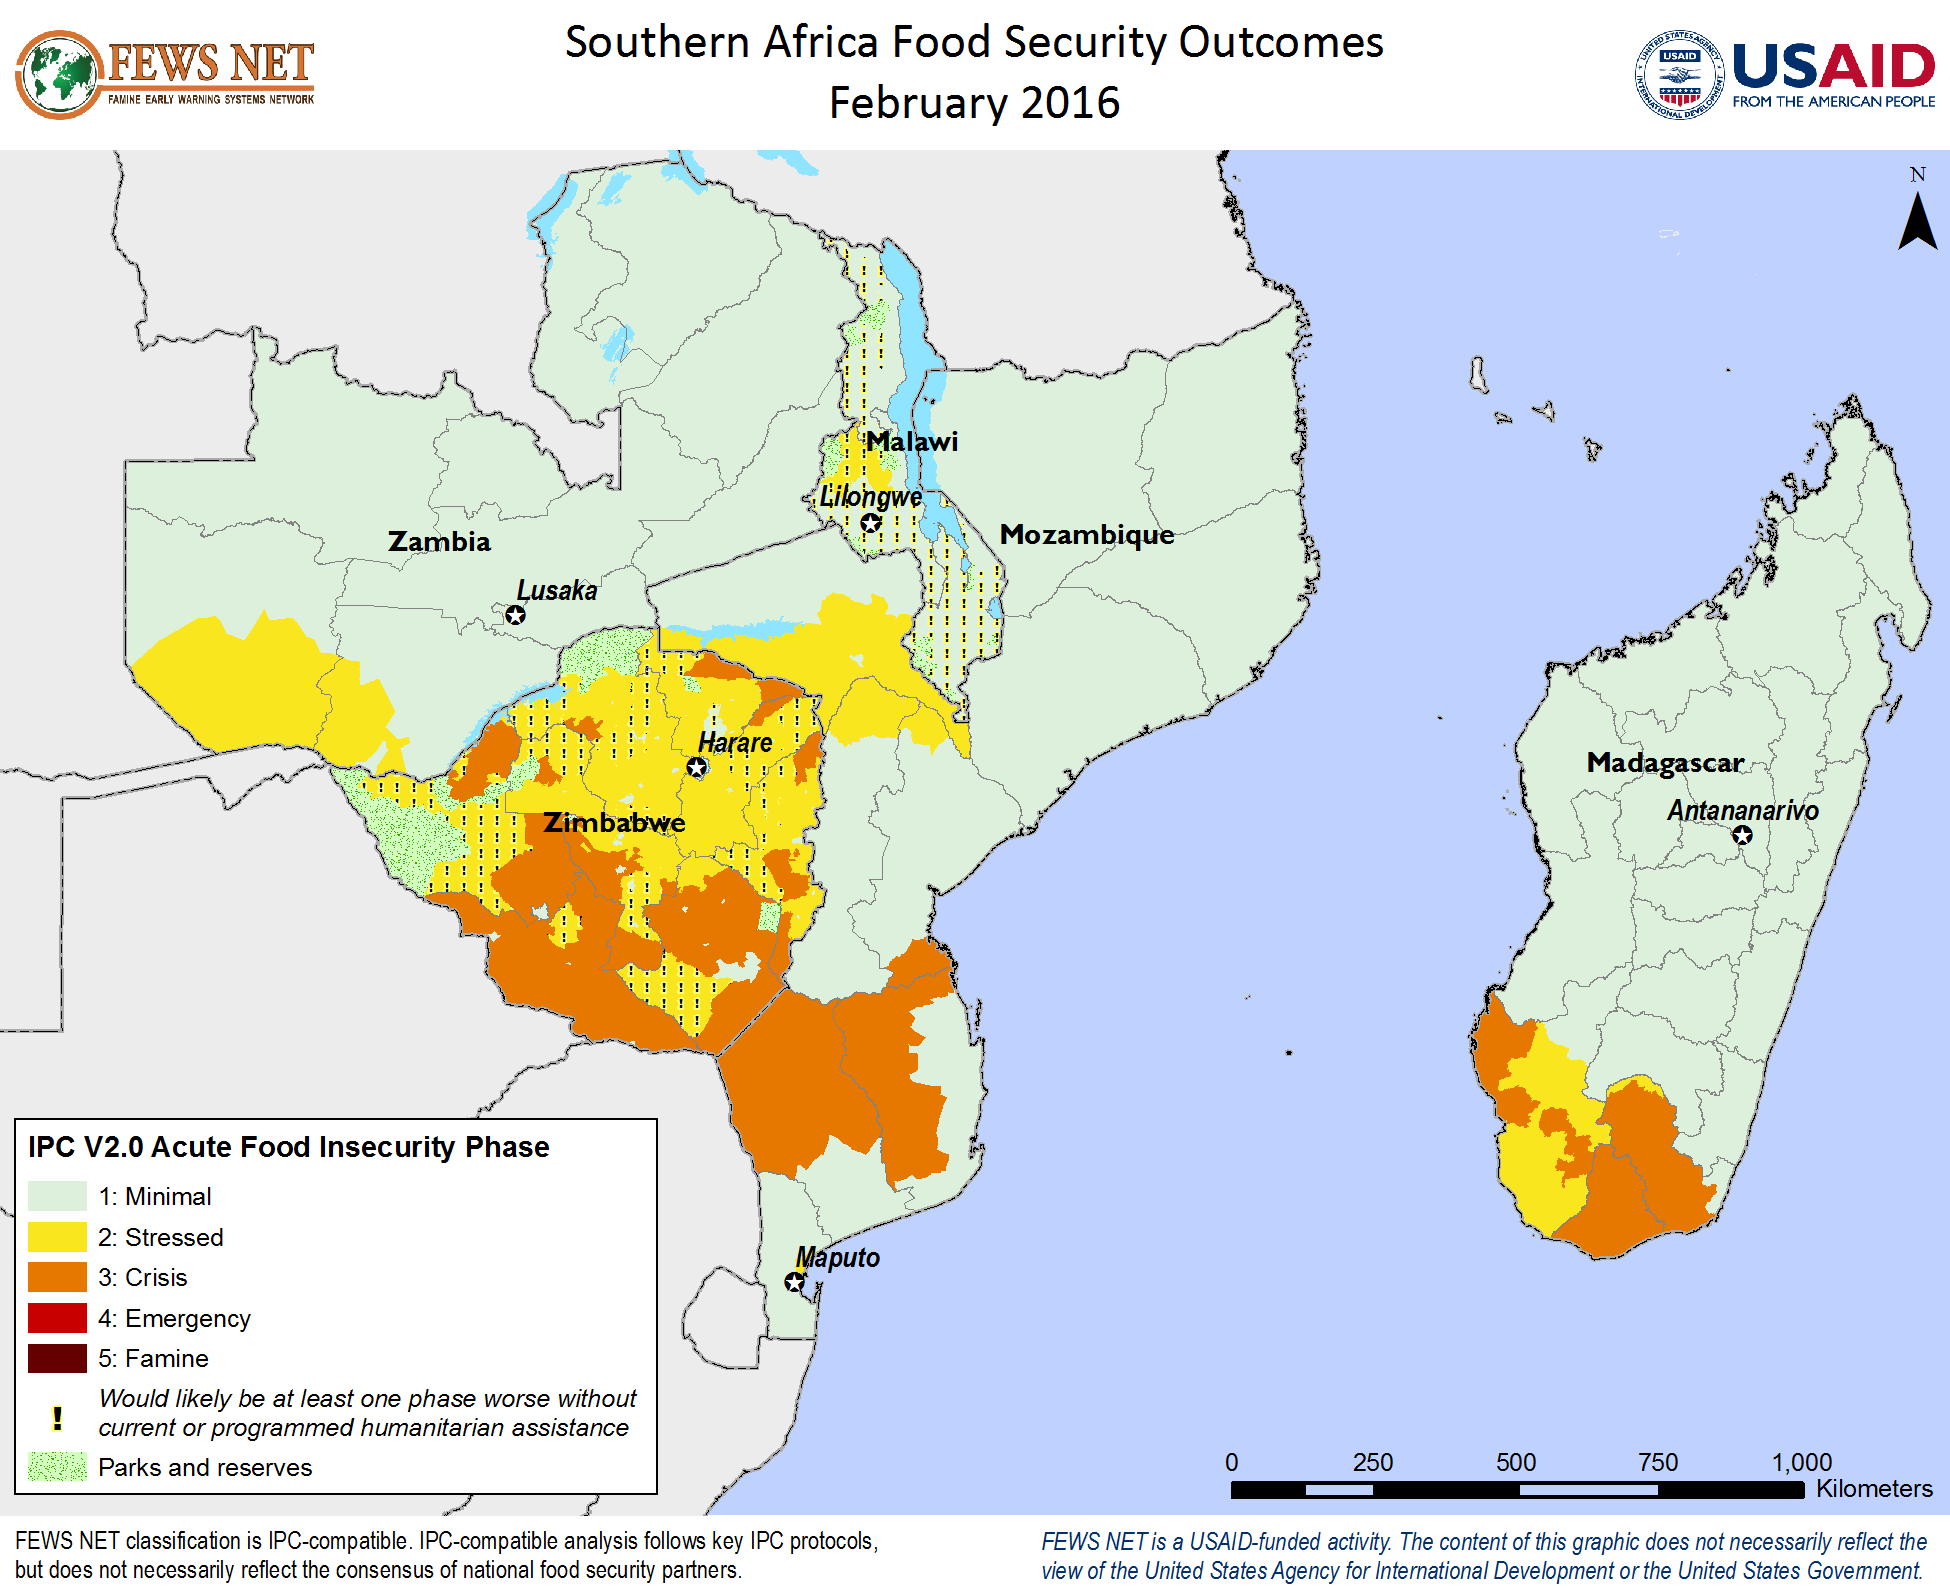 FEWS NET
FAMINE EARLY WARNING SYSTEMS NETWORK
Southern Africa Food Security Outcomes
February 2016
UNITED STATES AGENCY
USAID
INTERNATIONAL DEVELOPMENT
USAID
FROM THE AMERICAN PEOPLE
N
Malawi
Lilongwe
Zambia
Mozambique
Lusaka
Harare
Madagascar
Antananarivo
Zimbabwe
Maputo
IPC V2.0 Acute Food Insecurity Phase
1: Minimal
2: Stressed
3: Crisis
4: Emergency
5: Famine
! Would likely be at least one phase worse without
current or programmed humanitarian assistance
Parks and reserves
0 250 500 750 1,000
Kilometers
FEWS NET classification is IPC-compatible. IPC-compatible analysis follows key IPC protocols,
but does not necessarily reflect the consensus of national food security partners.
FEWS NET is a USAID-funded activity. The content of this graphic does not necessarily reflect the
view of the United States Agency for International Development or the United States Government.